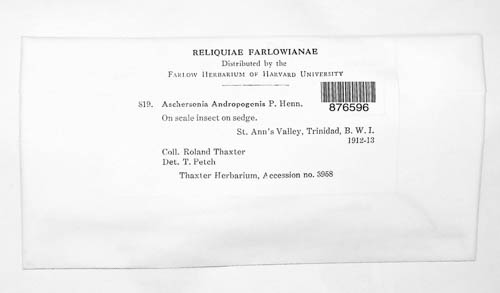 RELIQUIAE FARLOWIANAE
Distributed by the
FARLOW HERBARIUM OF HARVARD UNIVERSITY
819. Aschersenia Andropogenis P. Henn.
876596
On scale insect on sedge.
St. Ann's Valley, Trinidad, B. W. I.
1912-13
Coll. Roland Thaxter
Det. T. Petch
Thaxter Herbarium, Accession no. 5968